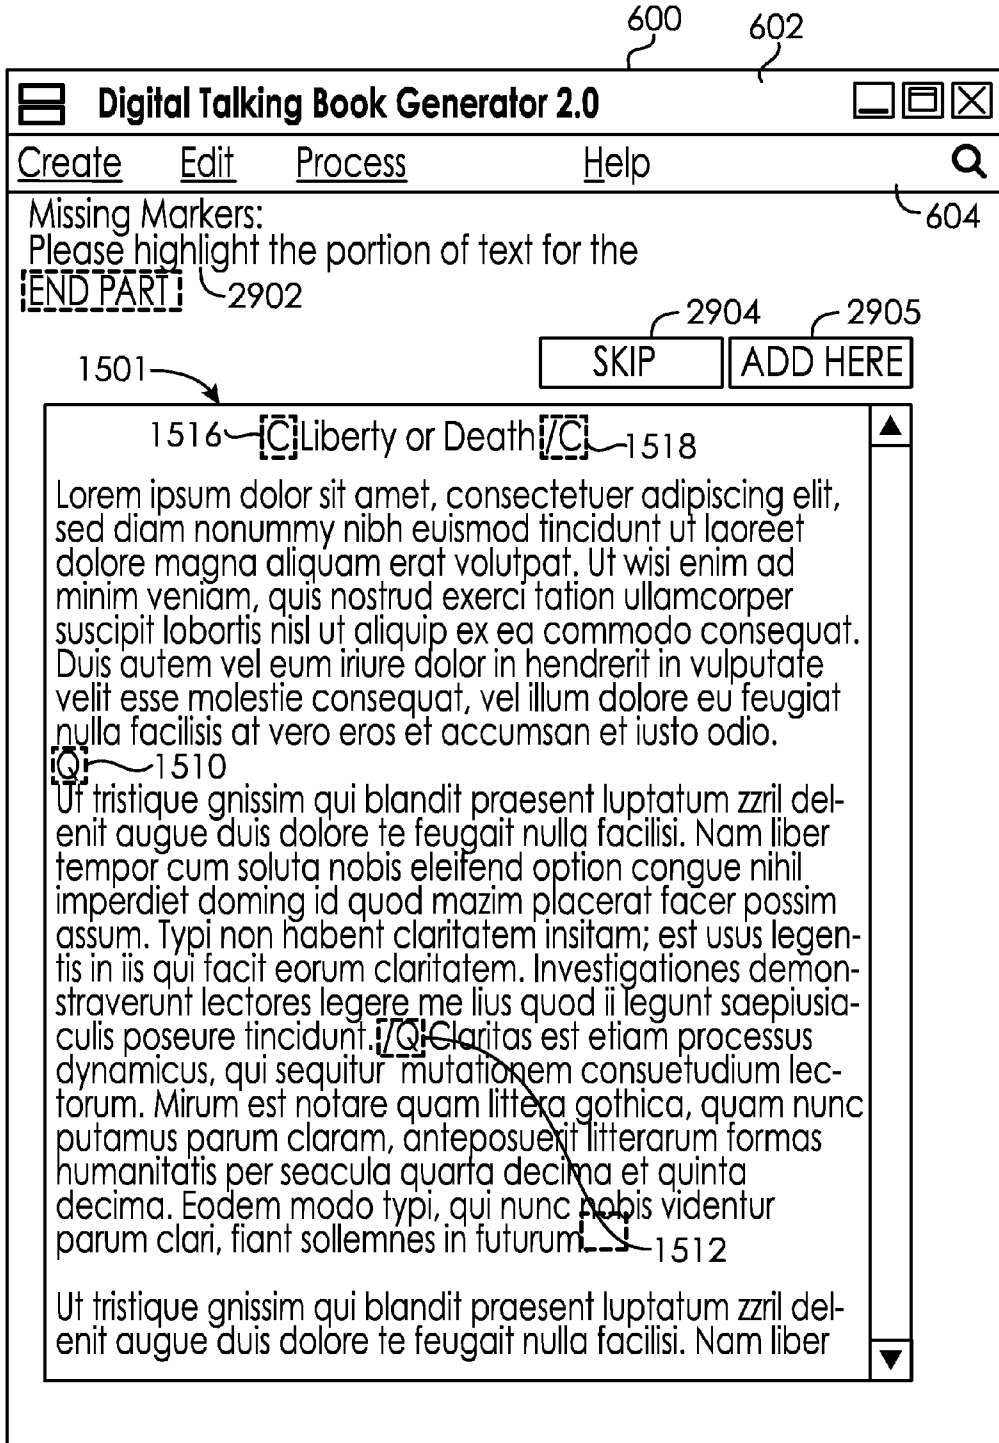 600
602
Digital Talking Book Generator 2.0
Create Edit Process Help
604
Missing Markers:
Please highlight the portion of text for the
END PART 2902
2904 2905
SKIP ADD HERE
1501
1516 C Liberty or Death /C 1518
Lorem ipsum dolor sit amet, consectetuer adipiscing elit,
sed diam nonummy nibh euismod tincidunt ut laoreet
dolore magna aliquam erat volutpat. Ut wisi enim ad
minim veniam, quis nostrud exerci tation ullamcorper
suscipit lobortis nisl ut aliquip ex ea commodo consequat.
Duis autem vel eum iriure dolor in hendrerit in vulputate
velit esse molestie consequat, vel illum dolore eu feugiat
nulla facilisis at vero eros et accumsan et iusto odio.
Q 1510
Ut tristique gnissim qui blandit praesent luptatum zzril del-
enit augue duis dolore te feugait nulla facilisi. Nam liber
tempor cum soluta nobis eleifend option congue nihil
imperdiet doming id quod mazim placerat facer possim
assum. Typi non habent claritatem insitam; est usus legen-
tis in iis qui facit eorum claritatem. Investigationes demon-
straverunt lectores legere me lius quod ii legunt saepiusia-
culis poseure tincidunt. /Q Claritas est etiam processus
dynamicus, qui sequitur mutationem consuetudium lec-
torum. Mirum est notare quam littera gothica, quam nunc
putamus parum claram, anteposuerit litterarum formas
humanitatis per seacula quarta decima et quinta
decima. Eodem modo typi, qui nunc nobis videntur
parum clari, fiant sollemnes in futurum.
1512
Ut tristique gnissim qui blandit praesent luptatum zzril del-
enit augue duis dolore te feugait nulla facilisi. Nam liber